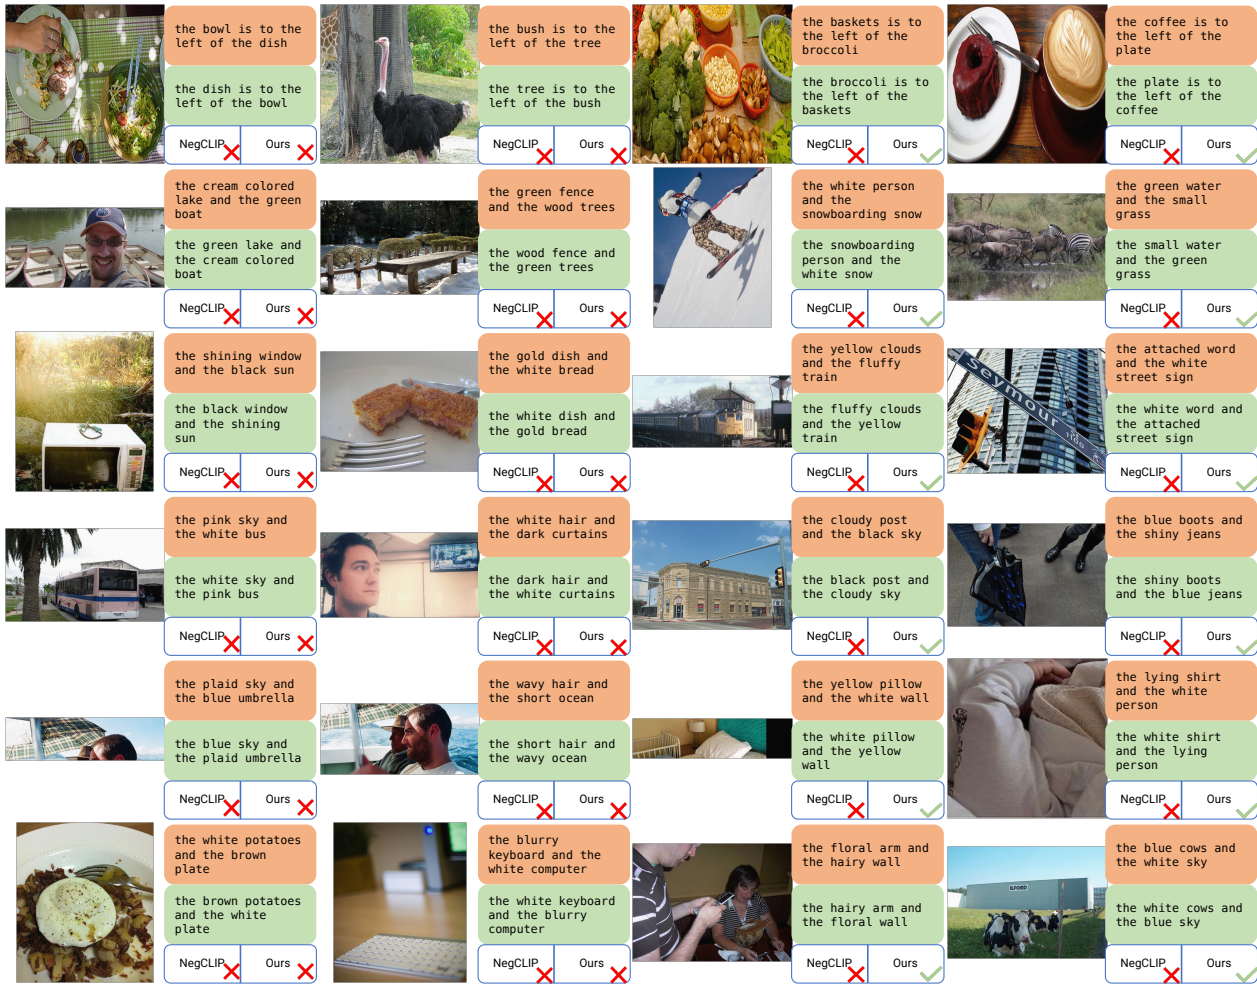 the bowl is to the
left of the dish
the dish is to the
left of the bowl
NegCLIP
Ours
the bush is to the
left of the tree
the tree is to the
left of the bush
NegCLIP
Ours
the baskets is to
the left of the
broccoli
the broccoli is to
the left of the
baskets
NegCLIP
Ours
the coffee is to
the left of the
plate
the plate is to
the left of the
coffee
NegCLIP
Ours
the cream colored
lake and the green
boat
the green lake and
the cream colored
boat
NegCLIP
Ours
the green fence
and the wood trees
the wood fence and
the green trees
NegCLIP
Ours
the white person
and the
snowboarding snow
the snowboarding
person and the
white snow
NegCLIP
Ours
the green water
and the small
grass
the small water
and the green
grass
NegCLIP
Ours
the shining window
and the black sun
the black window
and the shining
sun
NegCLIP
Ours
the gold dish and
the white bread
the white dish and
the gold bread
NegCLIP
Ours
the yellow clouds
and the fluffy
train
the fluffy clouds
and the yellow
train
NegCLIP
Ours
Seymour
the attached word
and the white
street sign
the white word and
the attached
street sign
NegCLIP
Ours
the pink sky and
the white bus
the white sky and
the pink bus
NegCLIP
Ours
the white hair and
the dark curtains
the dark hair and
the white curtains
NegCLIP
Ours
the cloudy post
and the black sky
the black post and
the cloudy sky
NegCLIP
Ours
the blue boots and
the shiny jeans
the shiny boots
and the blue jeans
NegCLIP
Ours
the plaid sky and
the blue umbrella
the blue sky and
the plaid umbrella
NegCLIP
Ours
the wavy hair and
the short ocean
the short hair and
the wavy ocean
NegCLIP
Ours
the yellow pillow
and the white wall
the white pillow
and the yellow
wall
NegCLIP
Ours
the lying shirt
and the white
person
the white shirt
and the lying
person
NegCLIP
Ours
the white potatoes
and the brown
plate
the brown potatoes
and the white
plate
NegCLIP
Ours
the blurry
keyboard and the
white computer
the white keyboard
and the blurry
computer
NegCLIP
Ours
the floral arm and
the hairy wall
the hairy arm and
the floral wall
NegCLIP
Ours
ILFORD
the blue cows and
the white sky
the white cows and
the blue sky
NegCLIP
Ours